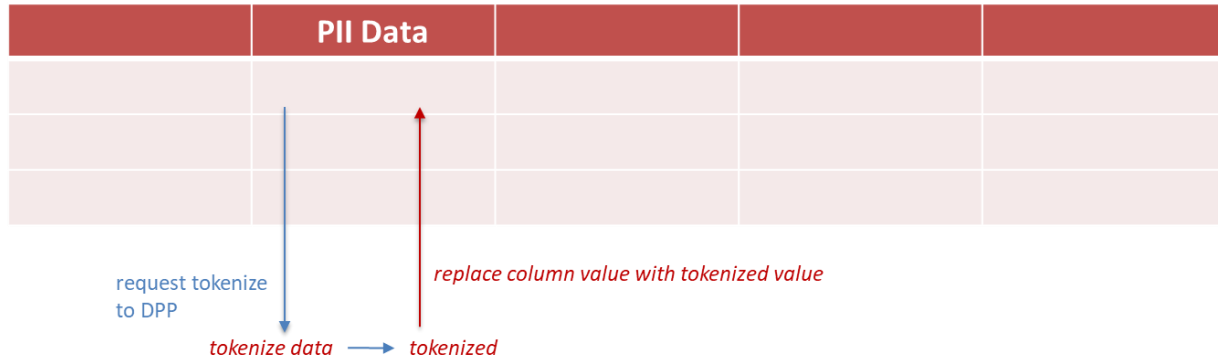 PII Data
request tokenize
to DPP
replace column value with tokenized value
tokenize data
tokenized